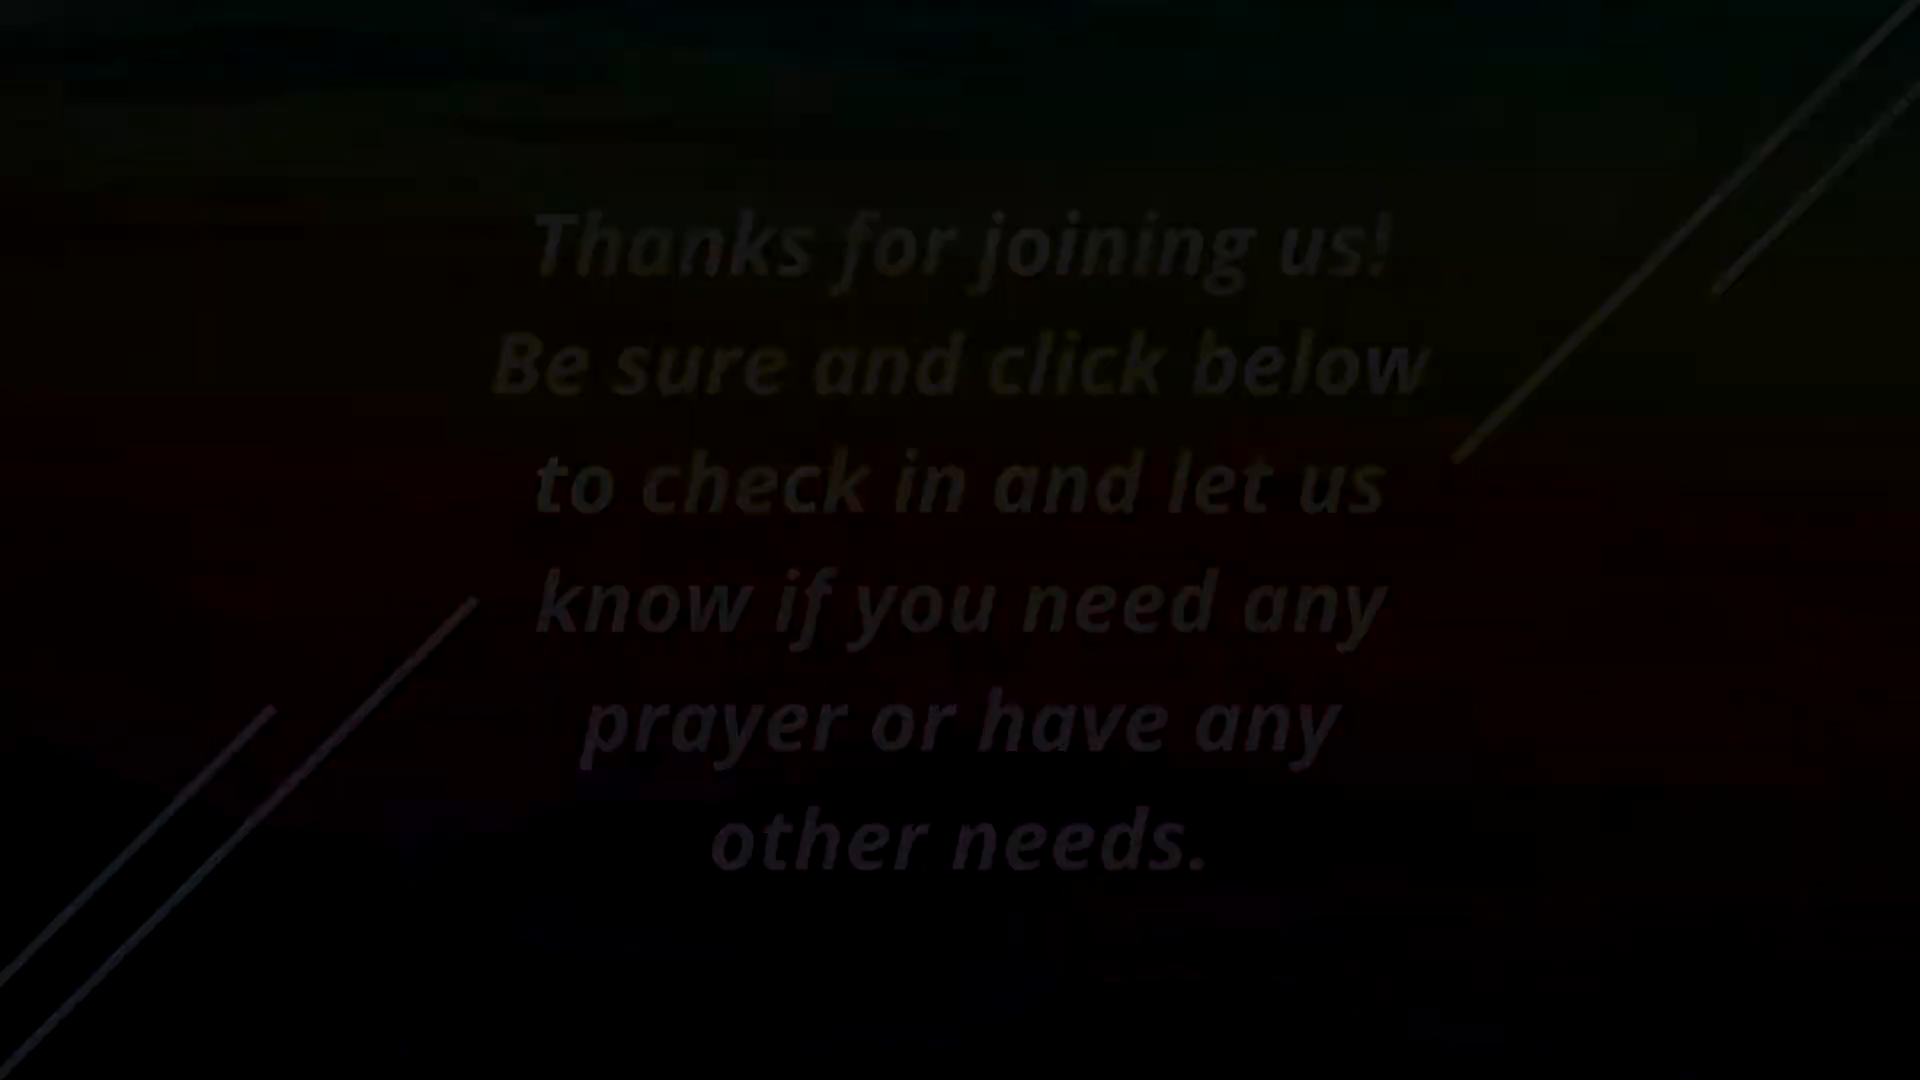 Thanks for joining us!
Be sure and click below
to check in and let us
know if you need any
prayer or have any
other needs.